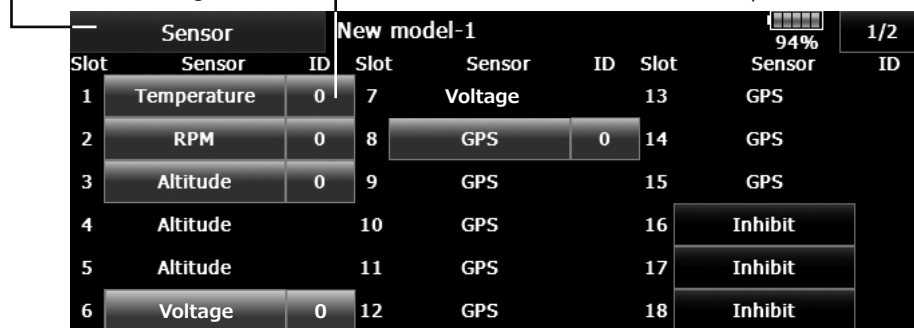 Sensor New model-1 94% 1/2
Slot Sensor ID Slot Sensor ID Slot Sensor ID
1 Temperature 0 7 Voltage 13 GPS
2 RPM 0 8 GPS 0 14 GPS
3 Altitude 0 9 GPS 15 GPS
4 Altitude 10 GPS 16 Inhibit
5 Altitude 11 GPS 17 Inhibit
6 Voltage 0 12 GPS 18 Inhibit